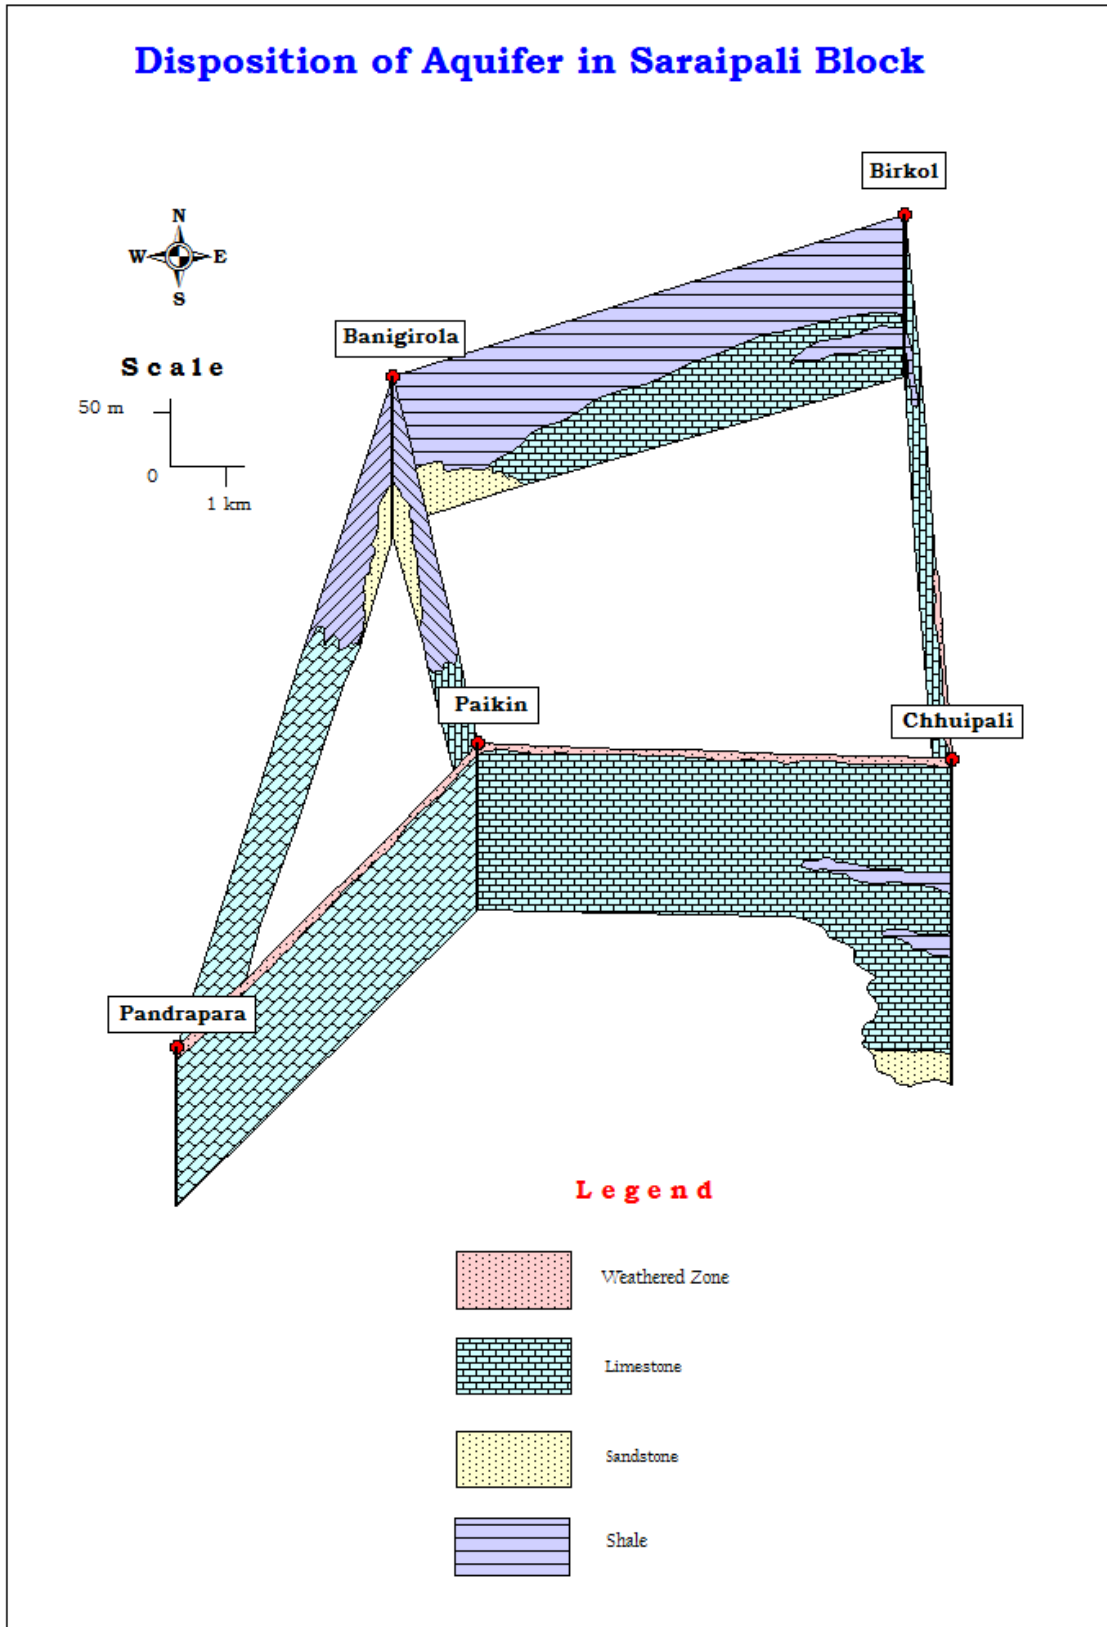 Disposition of Aquifer in Saraipali Block
Birkol
N
W E
S
Banigirola
Scale
50 m
0
1 km
Paikin
Chhuipali
Pandrapara
Legend
Weathered Zone
Limestone
Sandstone
Shale